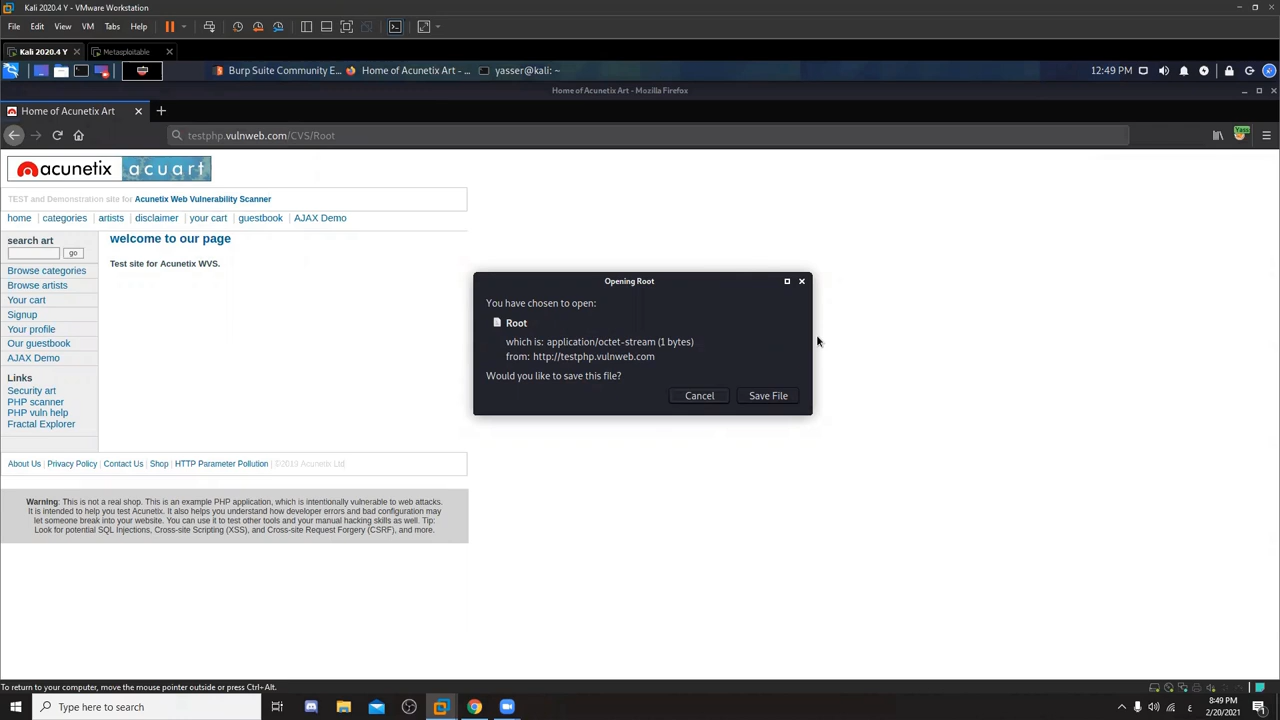 Kali 2020.4 Y - VMware Workstation
File Edit View VM Tabs Help
Kali 2020.4 Y
Metasploitable
Burp Suite Community E...
Home of Acunetix Art - ...
yasser@kali: ~
12:49 PM
Home of Acunetix Art - Mozilla Firefox
Home of Acunetix Art
testphp.vulnweb.com/CVS/Root
Yass
acunetix acuart
TEST and Demonstration site for Acunetix Web Vulnerability Scanner
home | categories | artists | disclaimer | your cart | guestbook | AJAX Demo
search art
go
Browse categories
Browse artists
Your cart
Signup
Your profile
Our guestbook
AJAX Demo
Links
Security art
PHP scanner
PHP vuln help
Fractal Explorer
welcome to our page
Test site for Acunetix WVS.
Opening Root
You have chosen to open:
Root
which is: application/octet-stream (1 bytes)
from: http://testphp.vulnweb.com
Would you like to save this file?
Cancel
Save File
About Us | Privacy Policy | Contact Us | Shop | HTTP Parameter Pollution | ©2019 Acunetix Ltd
Warning: This is not a real shop. This is an example PHP application, which is intentionally vulnerable to web attacks.
It is intended to help you test Acunetix. It also helps you understand how developer errors and bad configuration may
let someone break into your website. You can use it to test other tools and your manual hacking skills as well. Tip:
Look for potential SQL Injections, Cross-site Scripting (XSS), and Cross-site Request Forgery (CSRF), and more.
To return to your computer, move the mouse pointer outside or press Ctrl+Alt.
Type here to search
ع
8:49 PM
2/20/2021
1